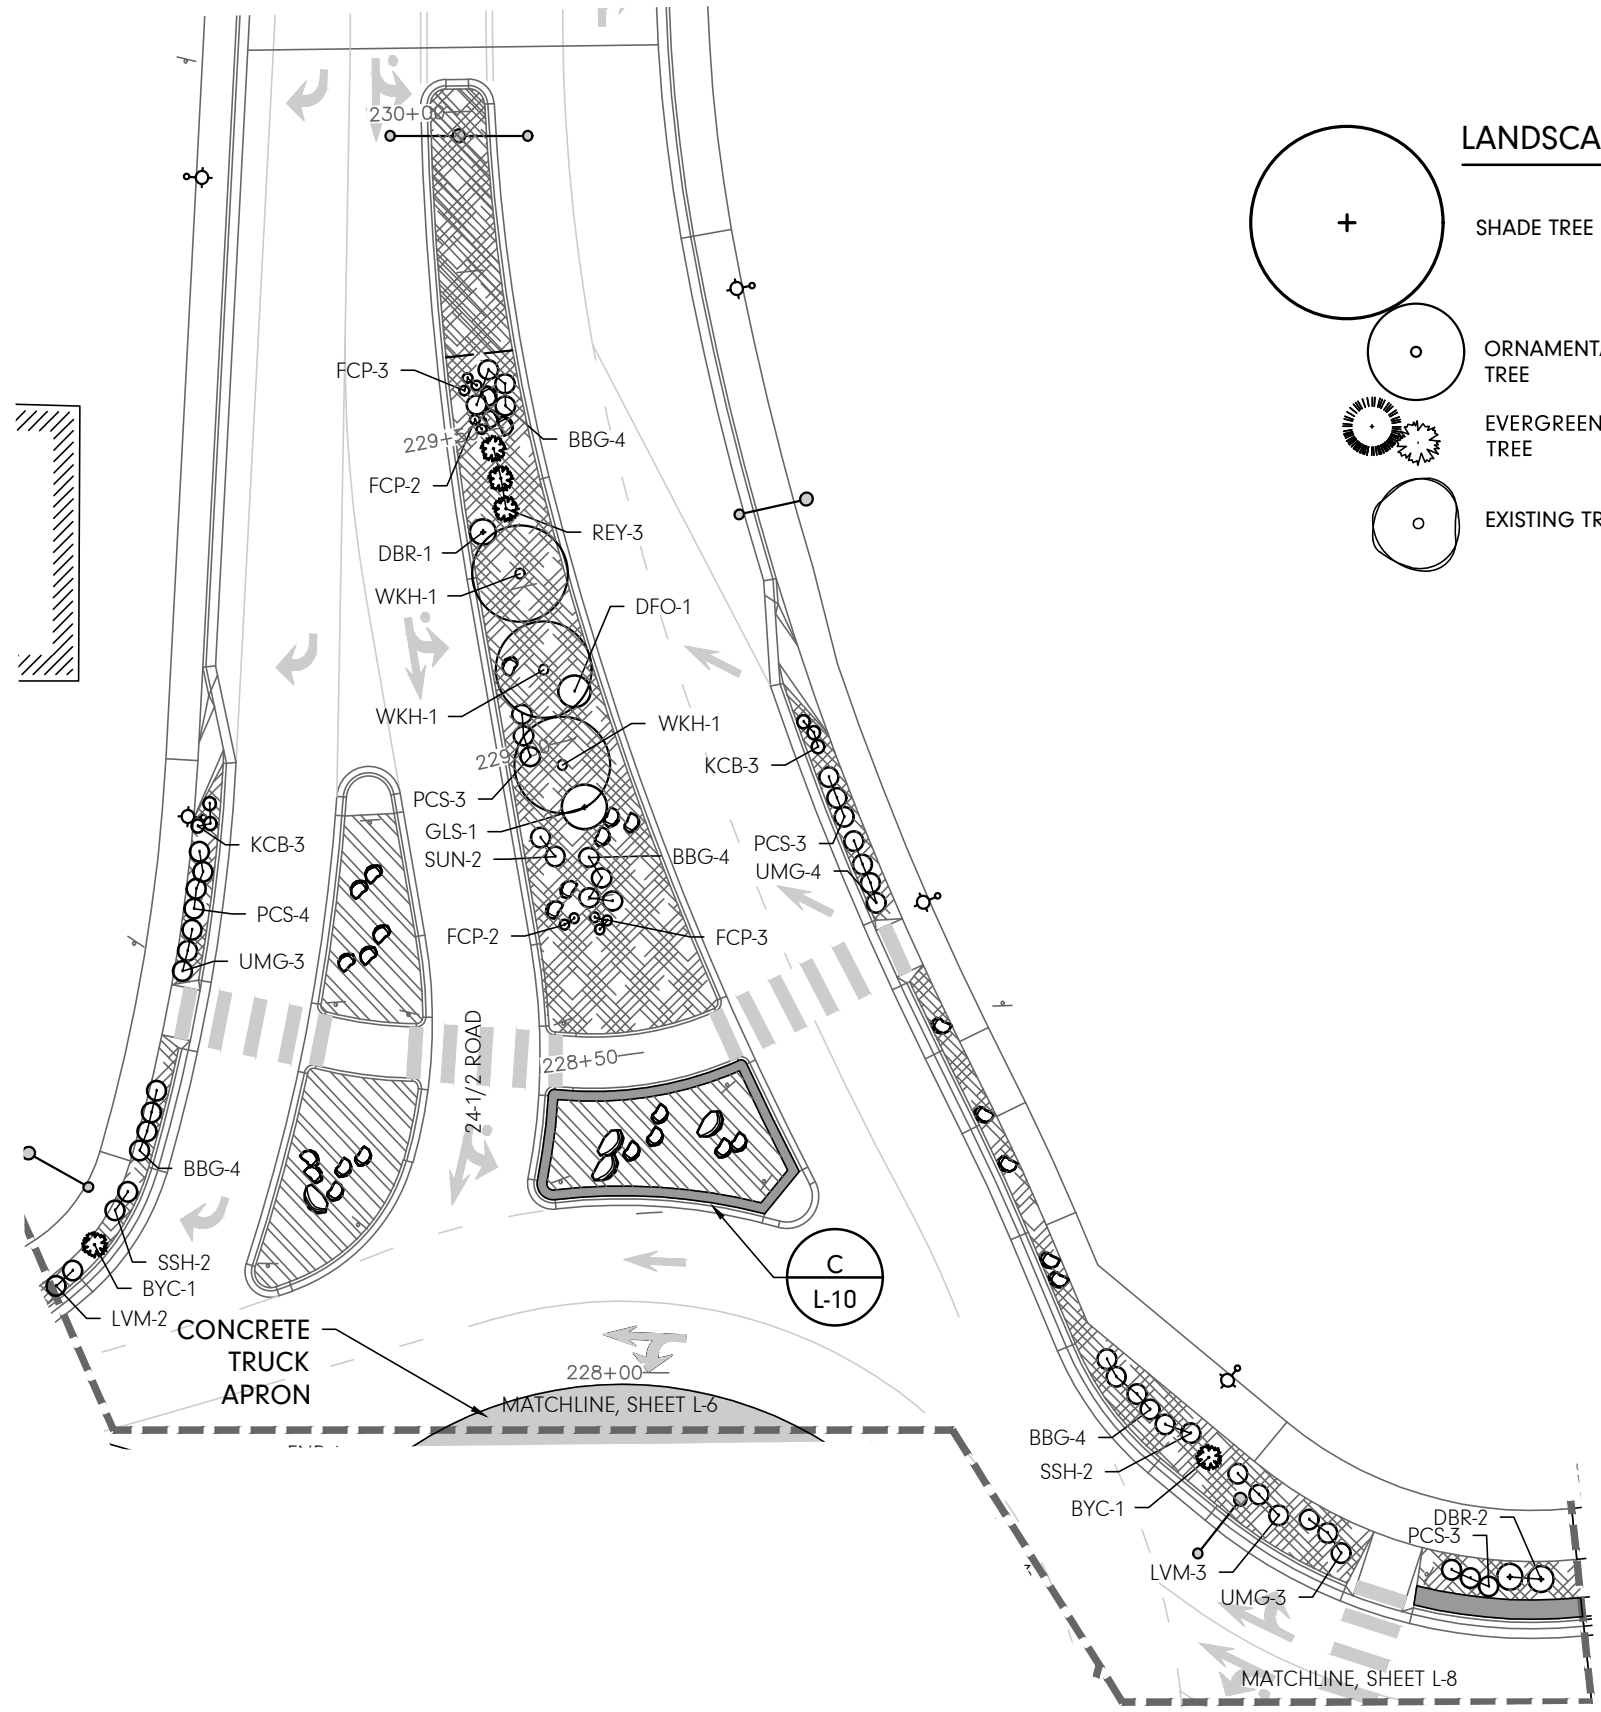 LANDSCA
230+00
SHADE TREE
ORNAMENTA
TREE
FCP-3
229+5
BBG-4
EVERGREEN
TREE
FCP-2
REY-3
EXISTING TR
DBR-1
WKH-1
DFO-1
WKH-1
WKH-1
229
KCB-3
PCS-3
GLS-1
SUN-2
BBG-4
KCB-3
PCS-3
UMG-4
PCS-4
FCP-2
FCP-3
UMG-3
24-1/2 ROAD
228+50
BBG-4
SSH-2
BYC-1
LVM-2
C
L-10
CONCRETE
TRUCK
APRON
228+00
MATCHLINE, SHEET L-6
BBG-4
SSH-2
BYC-1
DBR-2
PCS-3
LVM-3
UMG-3
MATCHLINE, SHEET L-8